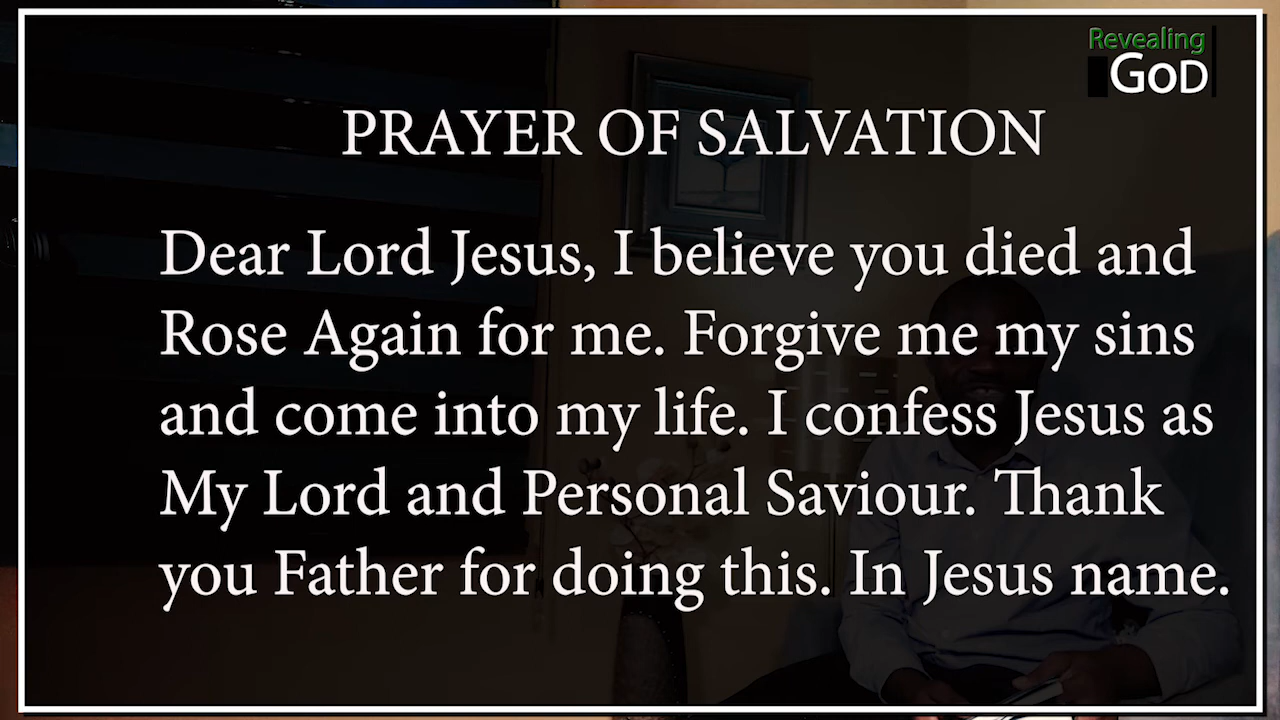 Revealing
GOD
PRAYER OF SALVATION
Dear Lord Jesus, I believe you died and
Rose Again for me. Forgive me my sins
and come into my life. I confess Jesus as
My Lord and Personal Saviour. Thank
you Father for doing this. In Jesus name.